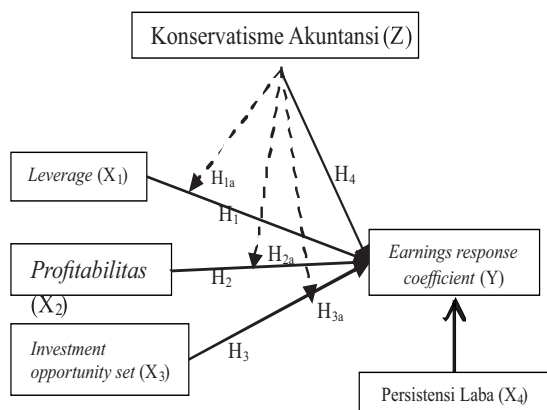 Konservatisme Akuntansi (Z)
Leverage (X1)
H1a
H1
H4
Profitabilitas
(X2)
H2a
H2
Earnings response
coefficient (Y)
Investment
opportunity set (X3)
H3
H3a
Persistensi Laba (X4)